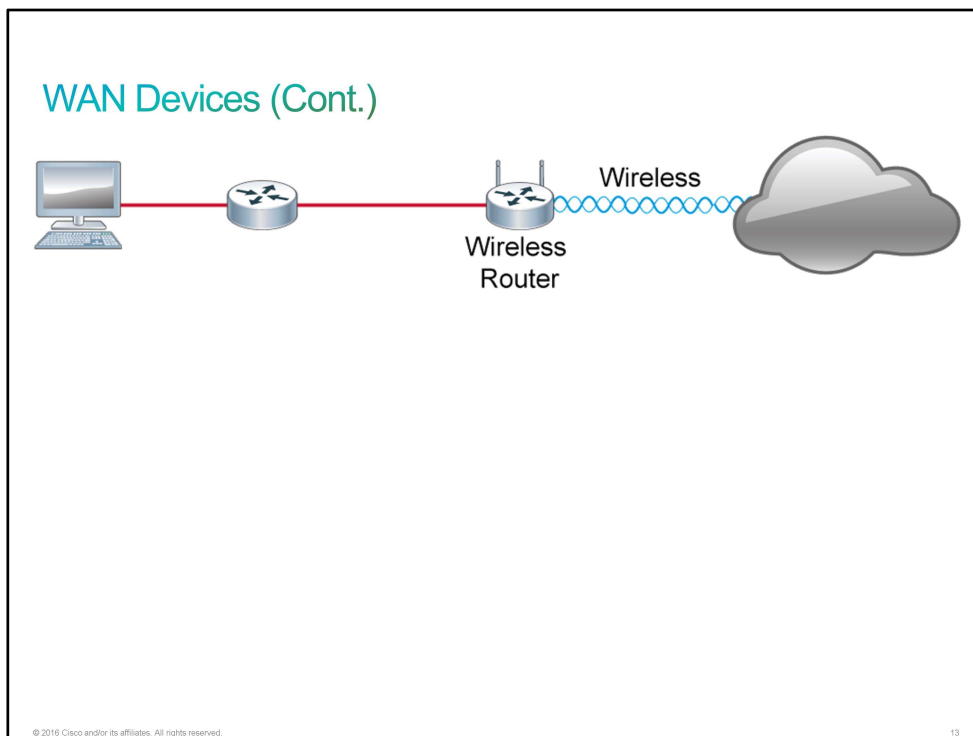 WAN Devices (Cont.)
Wireless
Wireless
Router
© 2016 Cisco and/or its affiliates. All rights reserved.
13